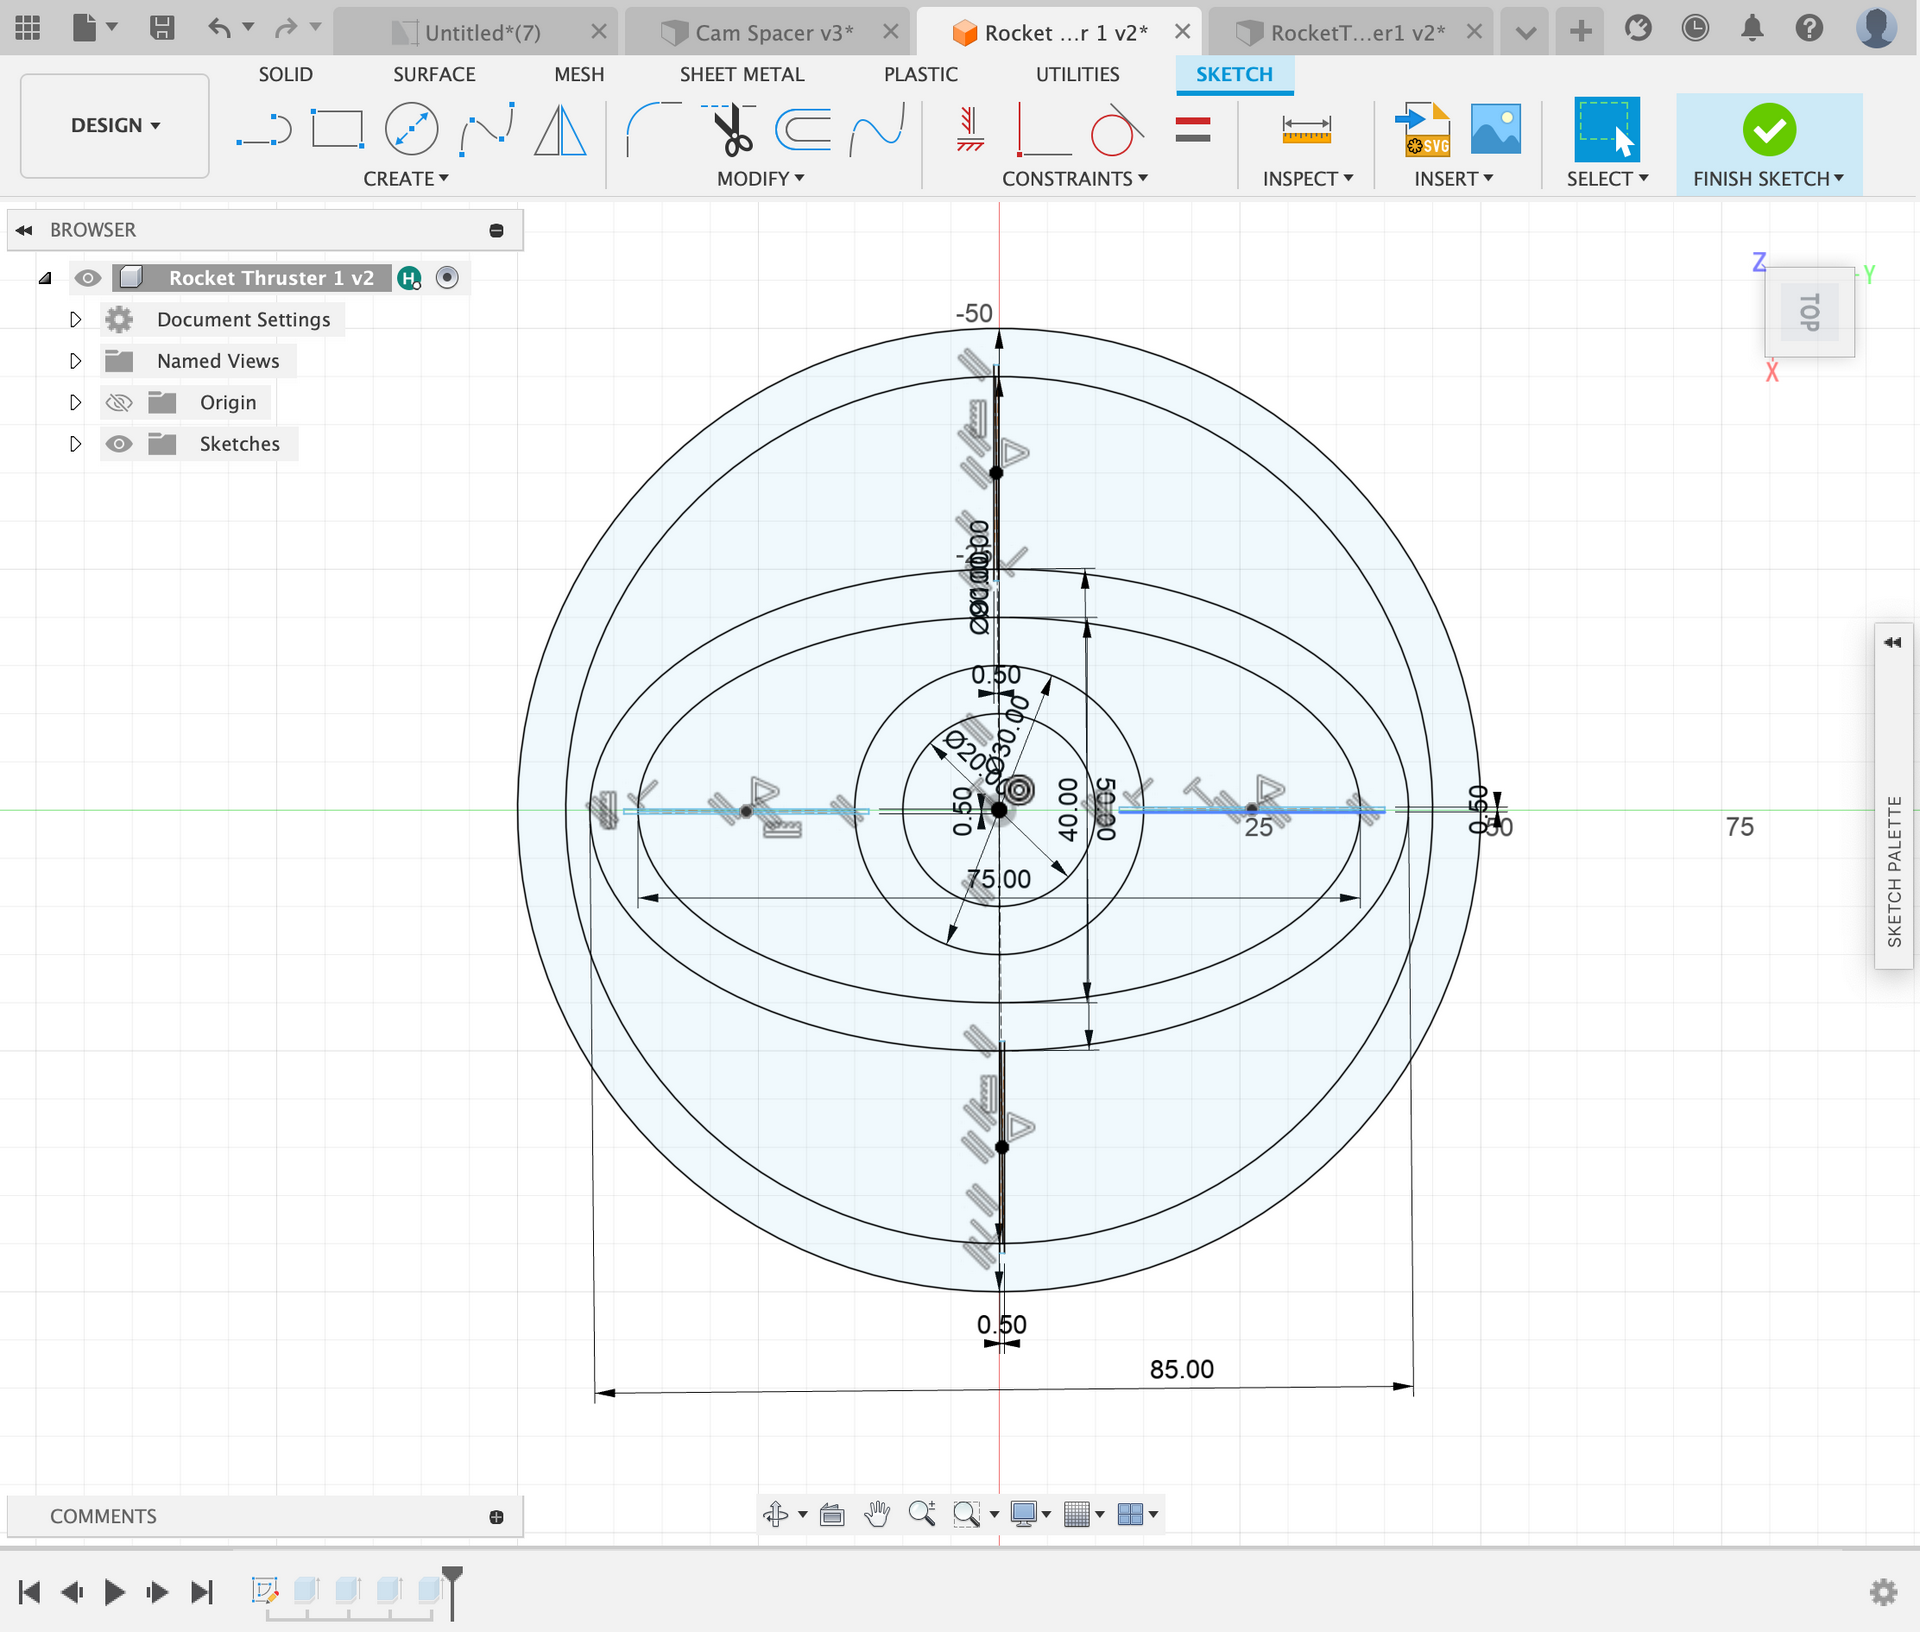 Untitled*(7)
Cam Spacer v3*
Rocket ...r 1 v2*
RocketT...er1 v2*
SOLID
SURFACE
MESH
SHEET METAL
PLASTIC
UTILITIES
SKETCH
DESIGN
SVG
CREATE
MODIFY
CONSTRAINTS
INSPECT
INSERT
SELECT
FINISH SKETCH
BROWSER
Rocket Thruster 1 v2
H
Document Settings
Named Views
Origin
Sketches
Z
Y
TOP
X
-50
0.50
Ø30.00
0.50
40.00
50.00
25
0.50
50
75
75.00
SKETCH PALETTE
0.50
85.00
COMMENTS